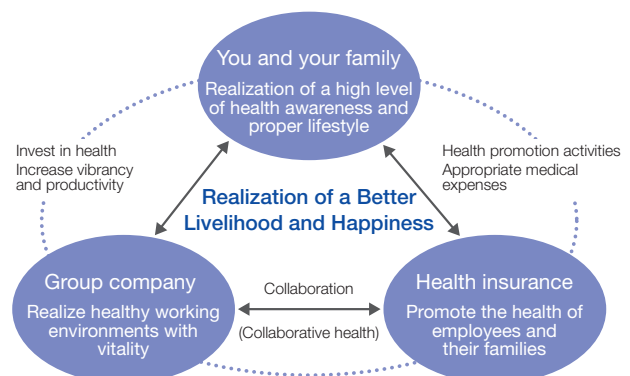 You and your family
Realization of a high level
of health awareness and
proper lifestyle
Invest in health
Increase vibrancy
and productivity
Health promotion activities
Appropriate medical
expenses
Realization of a Better
Livelihood and Happiness
Group company
Realize healthy working
environments with
vitality
Collaboration
(Collaborative health)
Health insurance
Promote the health of
employees and
their families